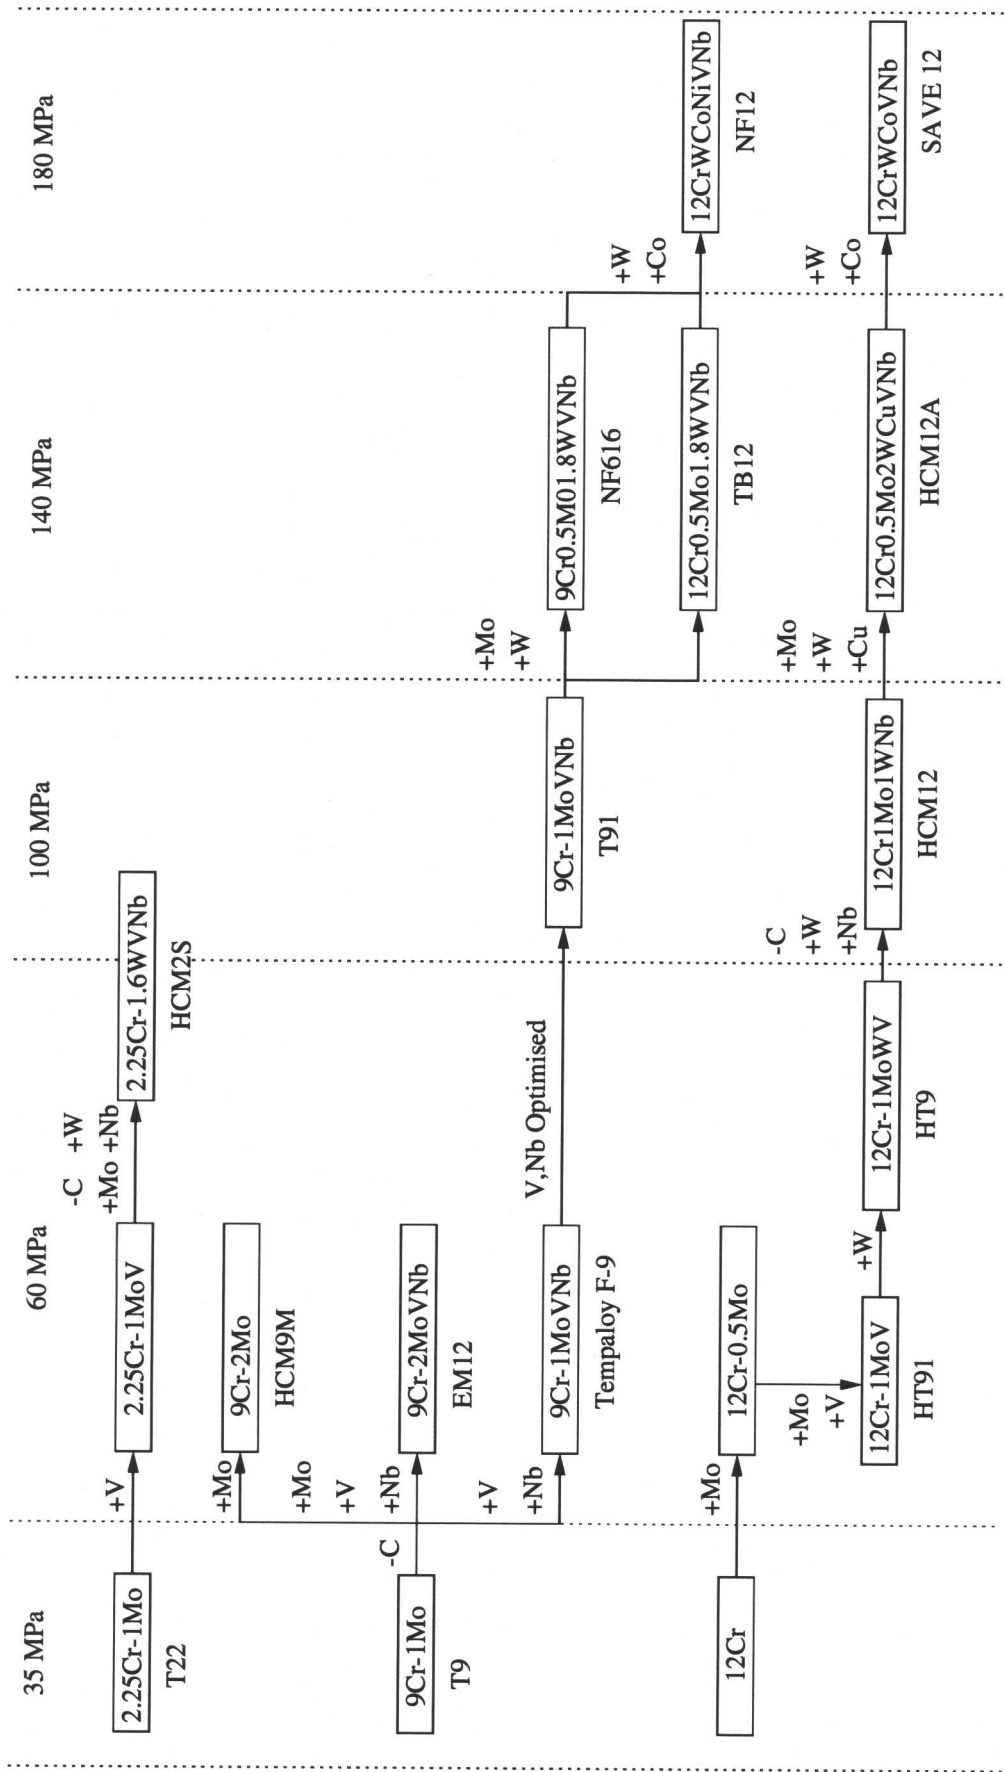 35 MPa
60 MPa
100 MPa
140 MPa
180 MPa
2.25Cr-1Mo
T22
+V
2.25Cr-1MoV
-C +W
+Mo +Nb
2.25Cr-1.6WVNb
HCM2S
9Cr-1Mo
T9
-C
+Mo
9Cr-2Mo
HCM9M
+Mo
+V
+Nb
9Cr-2MoVNb
EM12
+V
+Nb
9Cr-1MoVNb
Tempaloy F-9
V,Nb Optimised
9Cr-1MoVNb
T91
+Mo
+W
9Cr0.5M01.8WVNb
NF616
12Cr0.5Mo1.8WVNb
TB12
+W
+Co
12CrWCoNiVNb
NF12
12Cr
+Mo
12Cr-0.5Mo
+Mo
+V
12Cr-1MoV
HT91
+W
12Cr-1MoWV
HT9
-C
+W
+Nb
12Cr1Mo1WNb
HCM12
+Mo
+W
+Cu
12Cr0.5Mo2WCuVNb
HCM12A
+W
+Co
12CrWCoVNb
SAVE 12